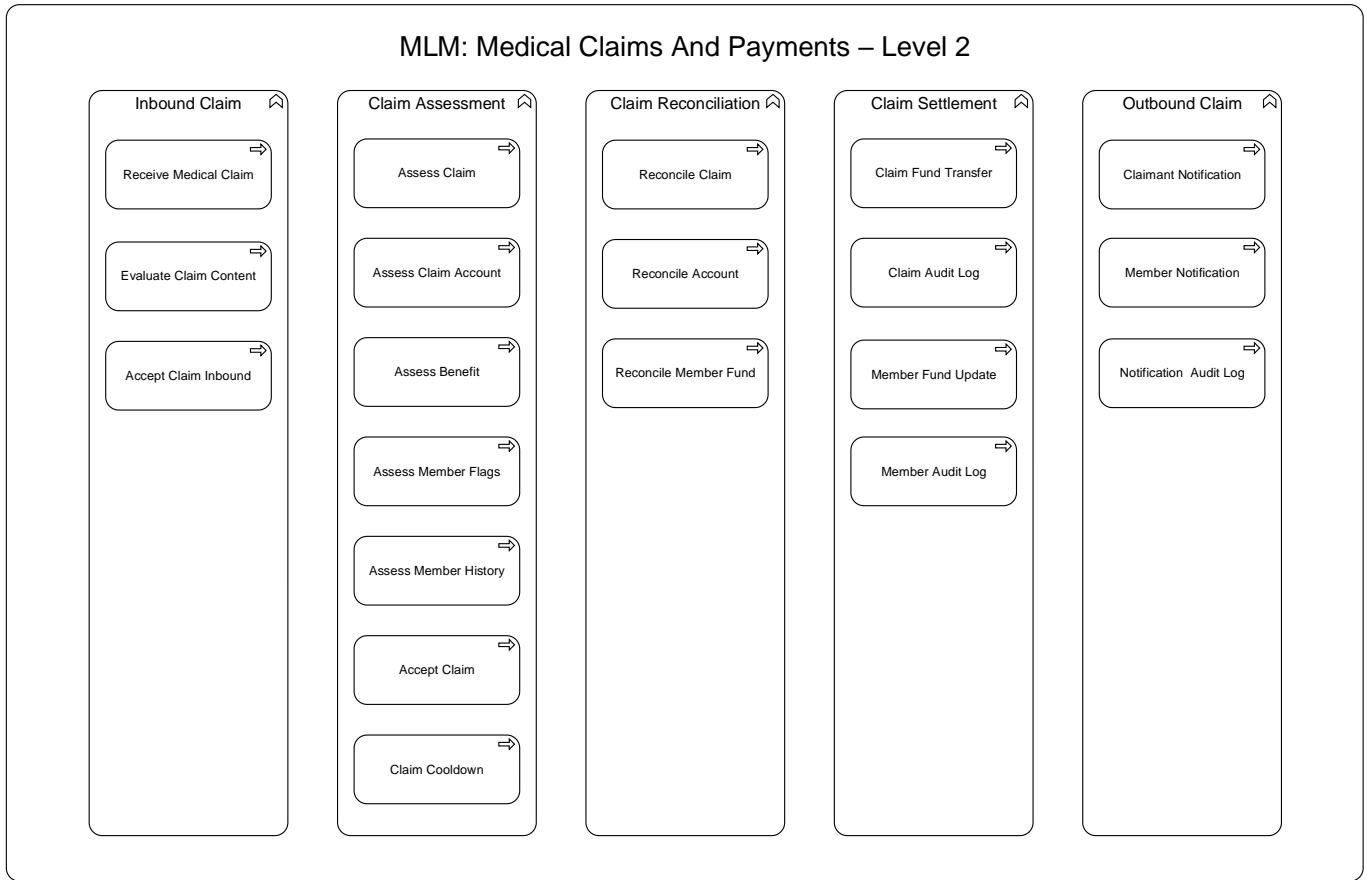 MLM: Medical Claims And Payments – Level 2
Inbound Claim
Receive Medical Claim
Evaluate Claim Content
Accept Claim Inbound
Claim Assessment
Assess Claim
Assess Claim Account
Assess Benefit
Assess Member Flags
Assess Member History
Accept Claim
Claim Cooldown
Claim Reconciliation
Reconcile Claim
Reconcile Account
Reconcile Member Fund
Claim Settlement
Claim Fund Transfer
Claim Audit Log
Member Fund Update
Member Audit Log
Outbound Claim
Claimant Notification
Member Notification
Notification  Audit Log